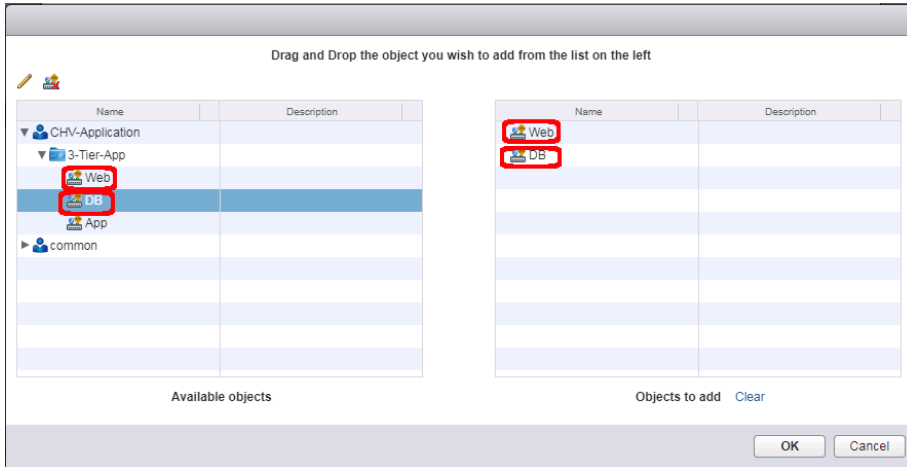 Drag and Drop the object you wish to add from the list on the left
Name Description
CHV-Application
3-Tier-App
Web
DB
App
common
Available objects
Name Description
Web
DB
Objects to add Clear
OK Cancel